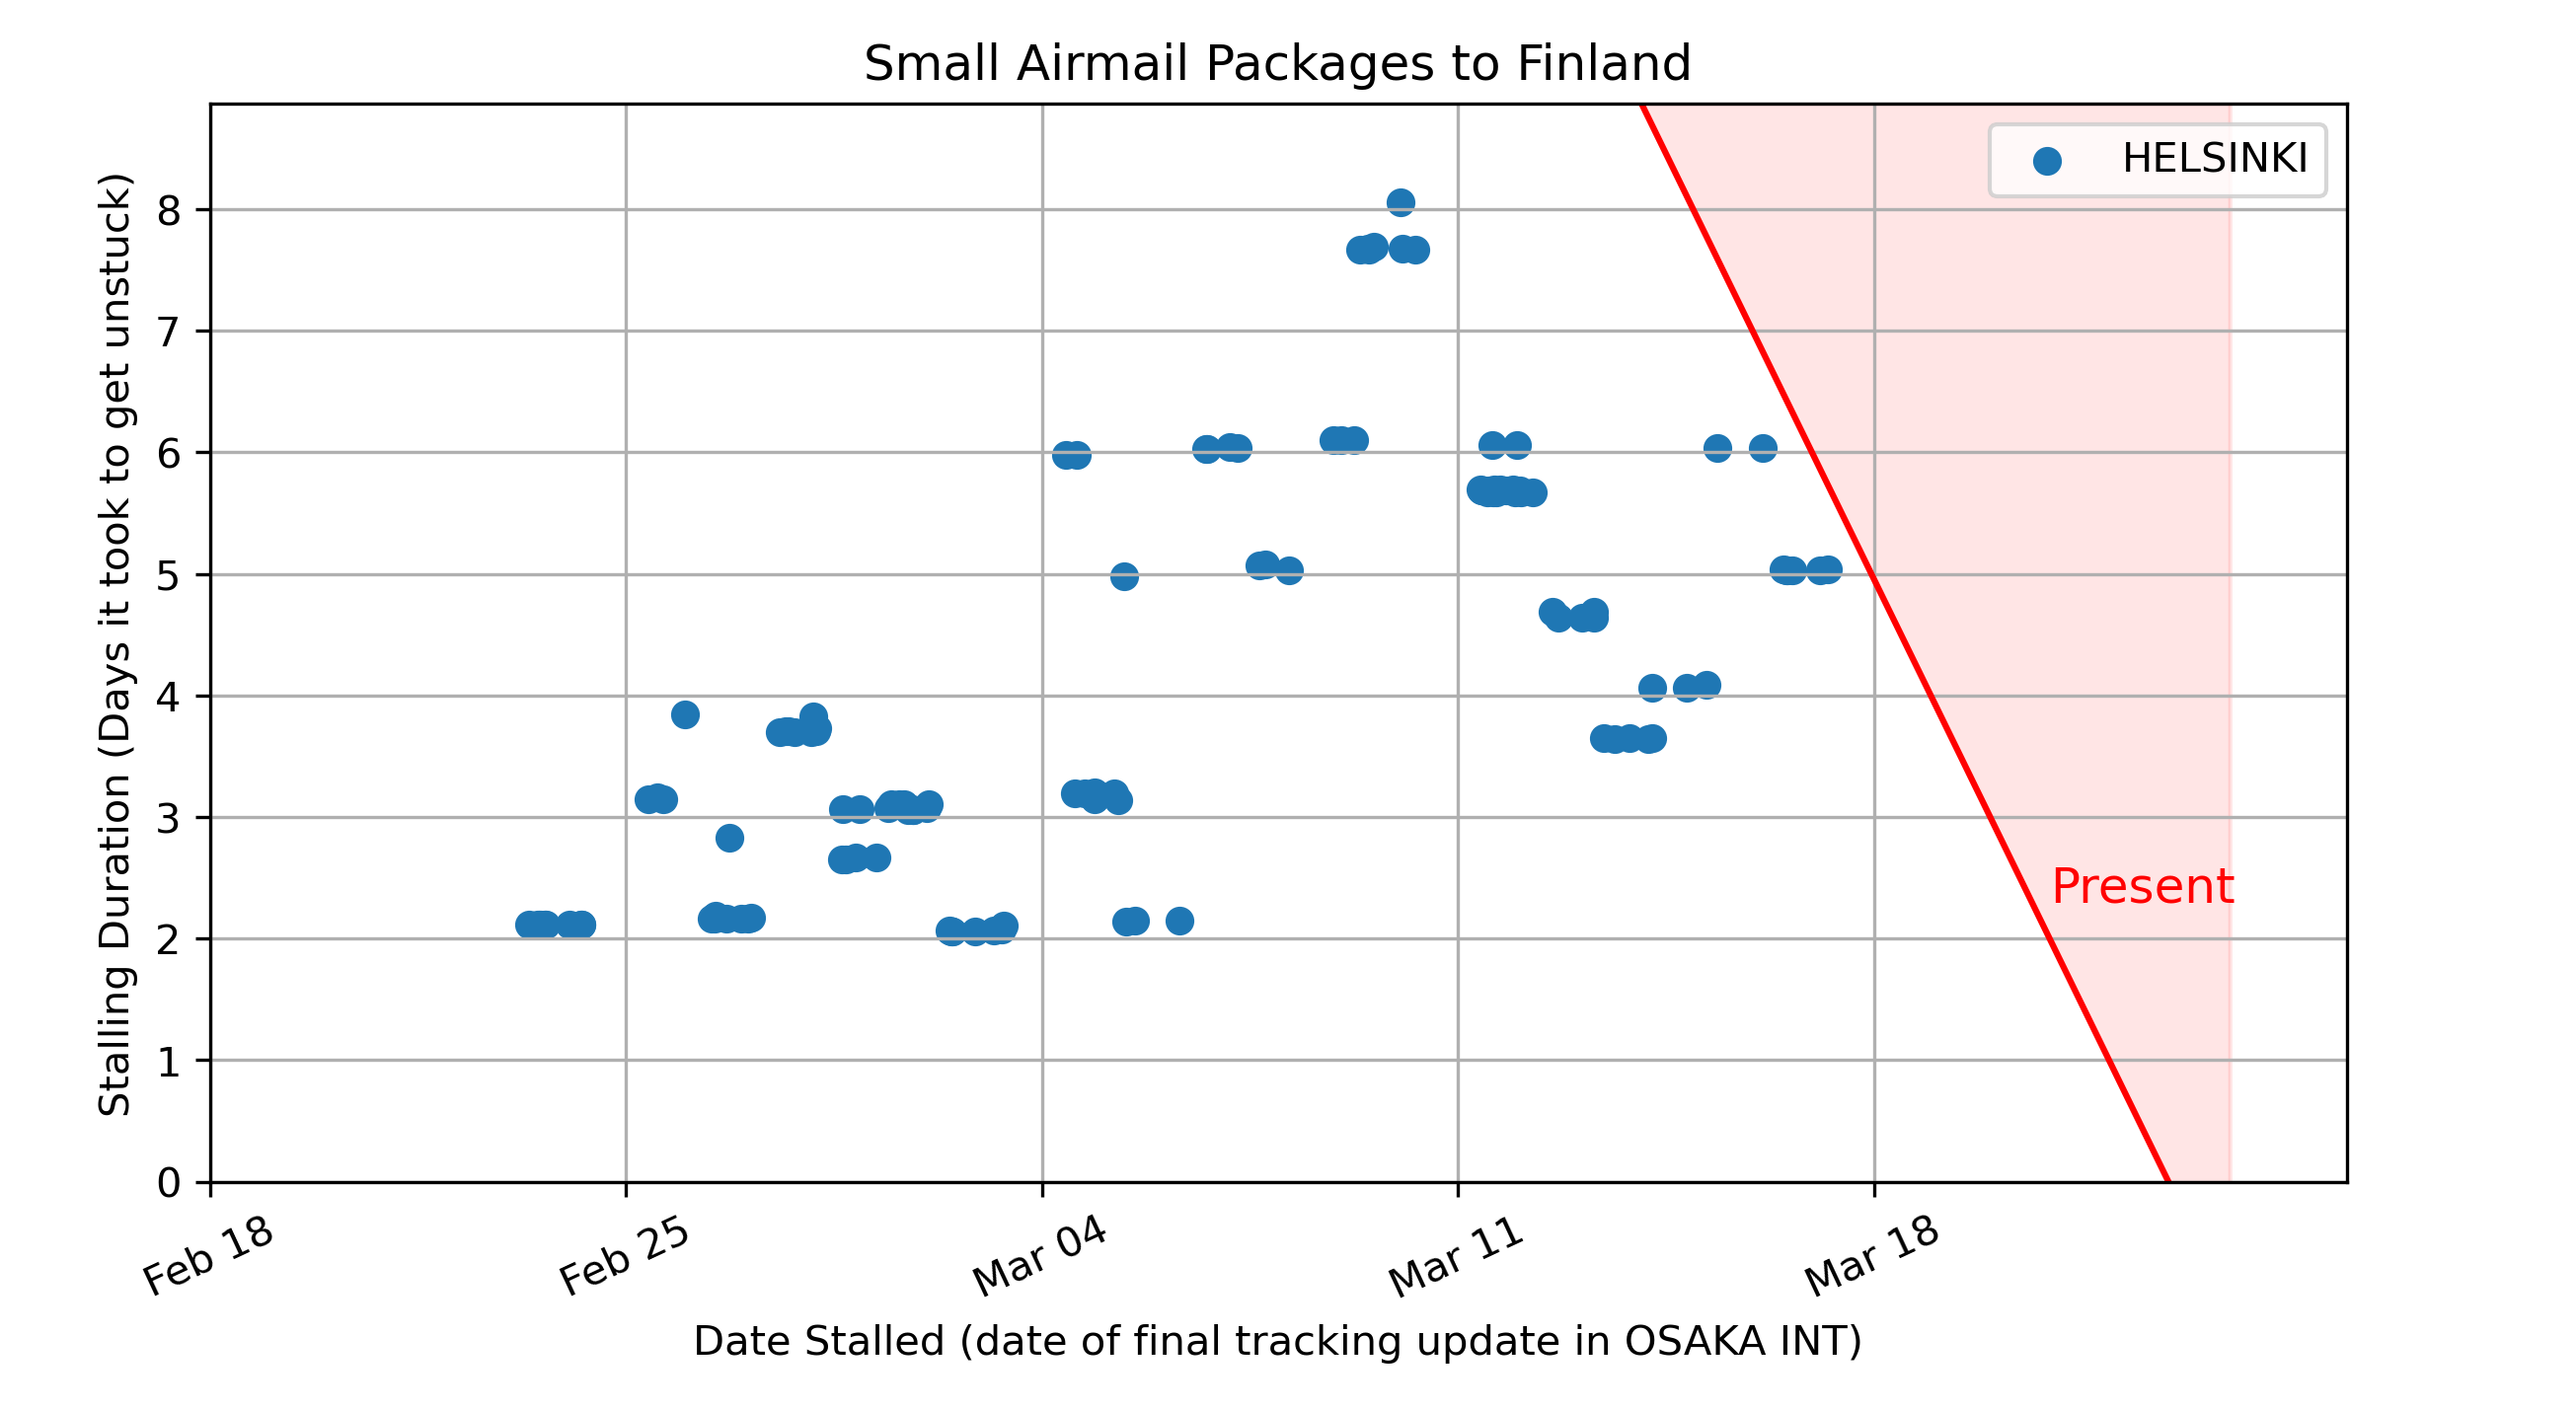 Small Airmail Packages to Finland
HELSINKI
Stalling Duration (Days it took to get unstuck)
8
7
6
5
4
3
2
1
0
Present
Feb 18
Feb 25
Mar 04
Mar 11
Mar 18
Date Stalled (date of final tracking update in OSAKA INT)